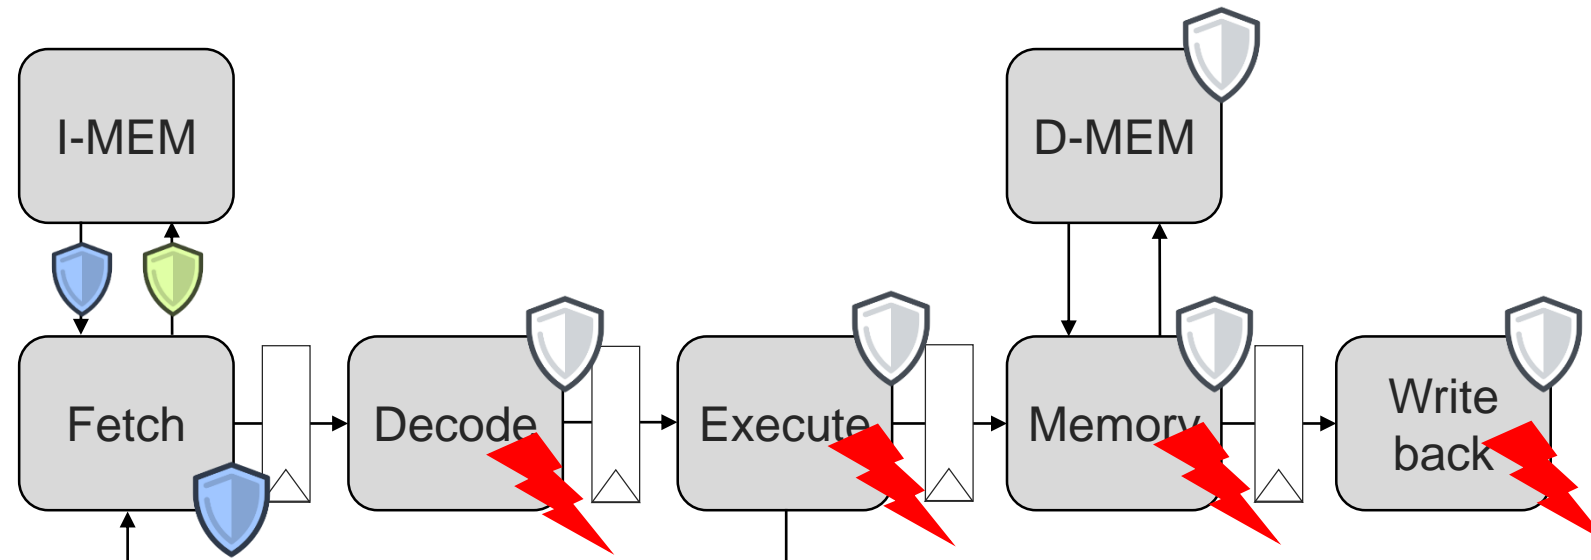 I-MEM
D-MEM
Fetch
Decode
Execute
Memory
Write
back